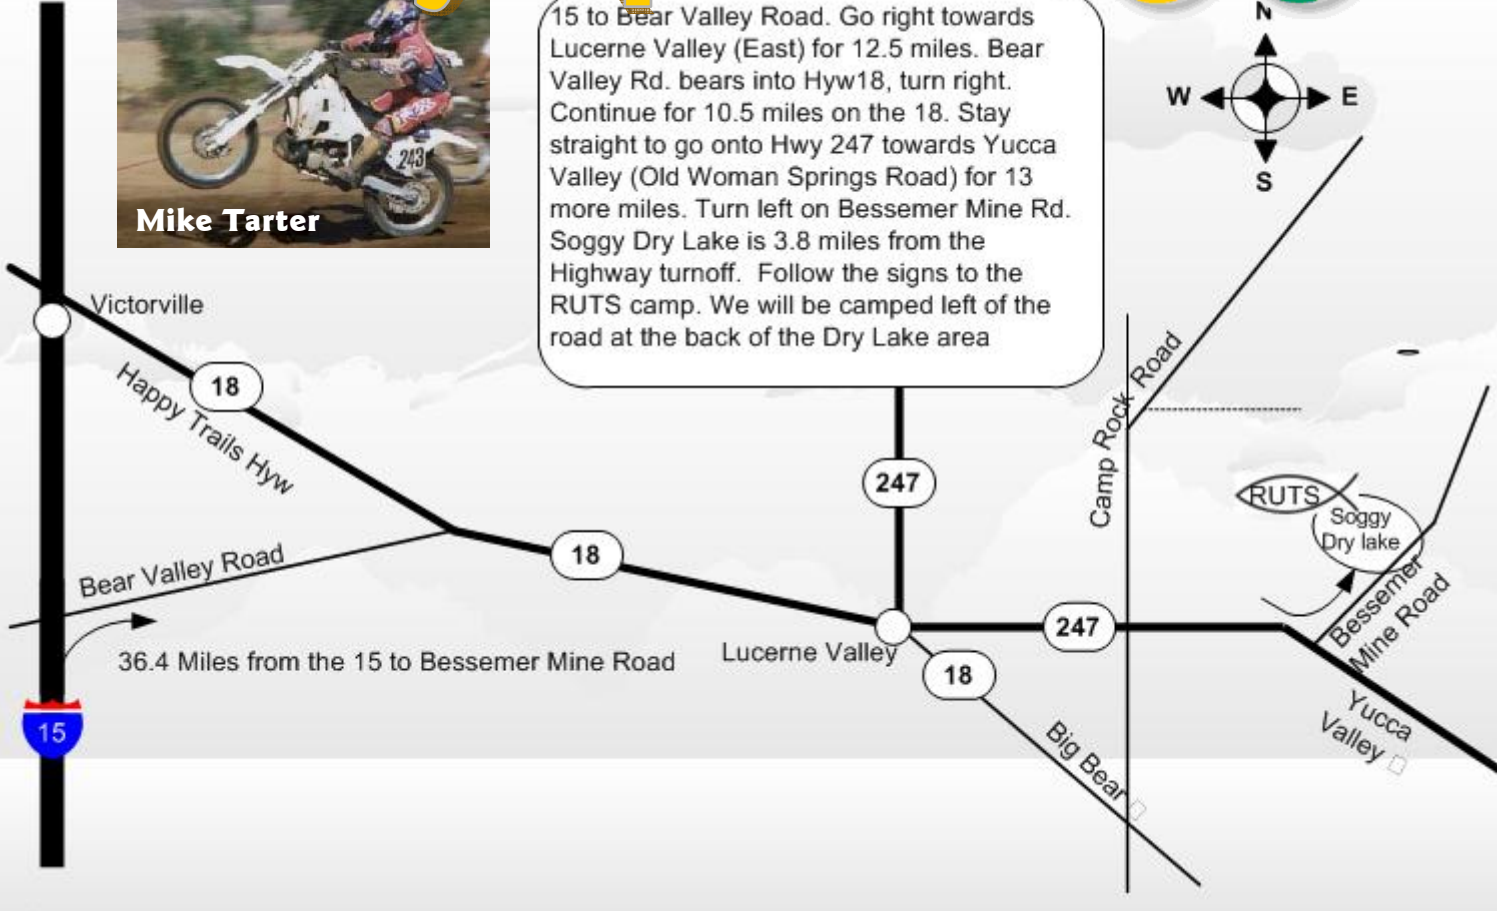 15 to Bear Valley Road. Go right towards
Lucerne Valley (East) for 12.5 miles. Bear
Valley Rd. bears into Hyw18, turn right.
Continue for 10.5 miles on the 18. Stay
straight to go onto Hwy 247 towards Yucca
Valley (Old Woman Springs Road) for 13
more miles. Turn left on Bessemer Mine Rd.
Soggy Dry Lake is 3.8 miles from the
Highway turnoff.  Follow the signs to the
RUTS camp. We will be camped left of the
road at the back of the Dry Lake area
243
Mike Tarter
N
W
E
S
Victorville
18
Happy Trails Hyw
Bear Valley Road
18
247
Camp Rock Road
RUTS
Soggy
Dry lake
Bessemer
Mine Road
36.4 Miles from the 15 to Bessemer Mine Road
Lucerne Valley
247
18
15
Big Bear
Yucca
Valley